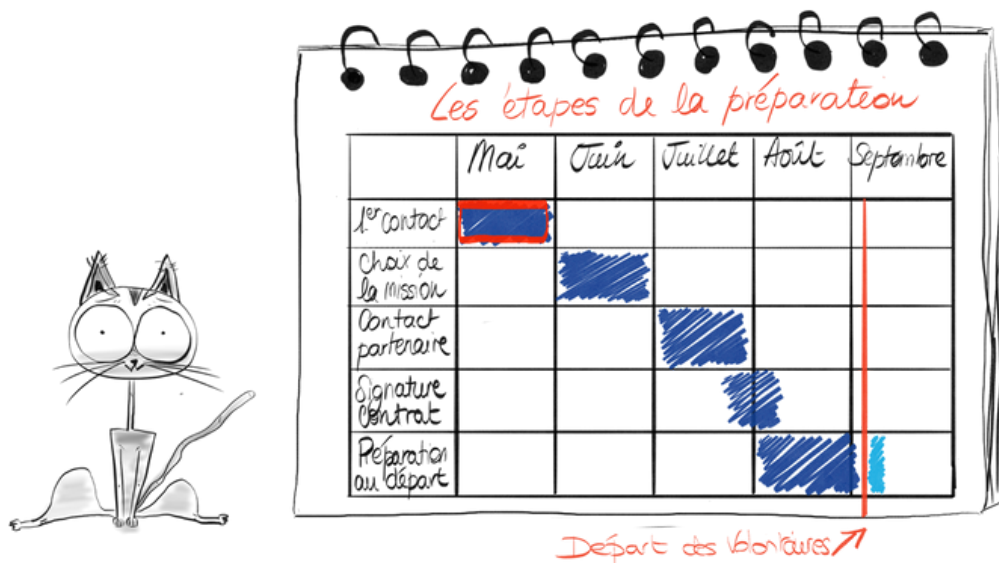 Les étapes de la préparation
Mai Juin Juillet Août Septembre
1er contact
Choix de
la mission
Contact
partenaire
Signature
contrat
Préparation
au départ
Départ des Volontaires